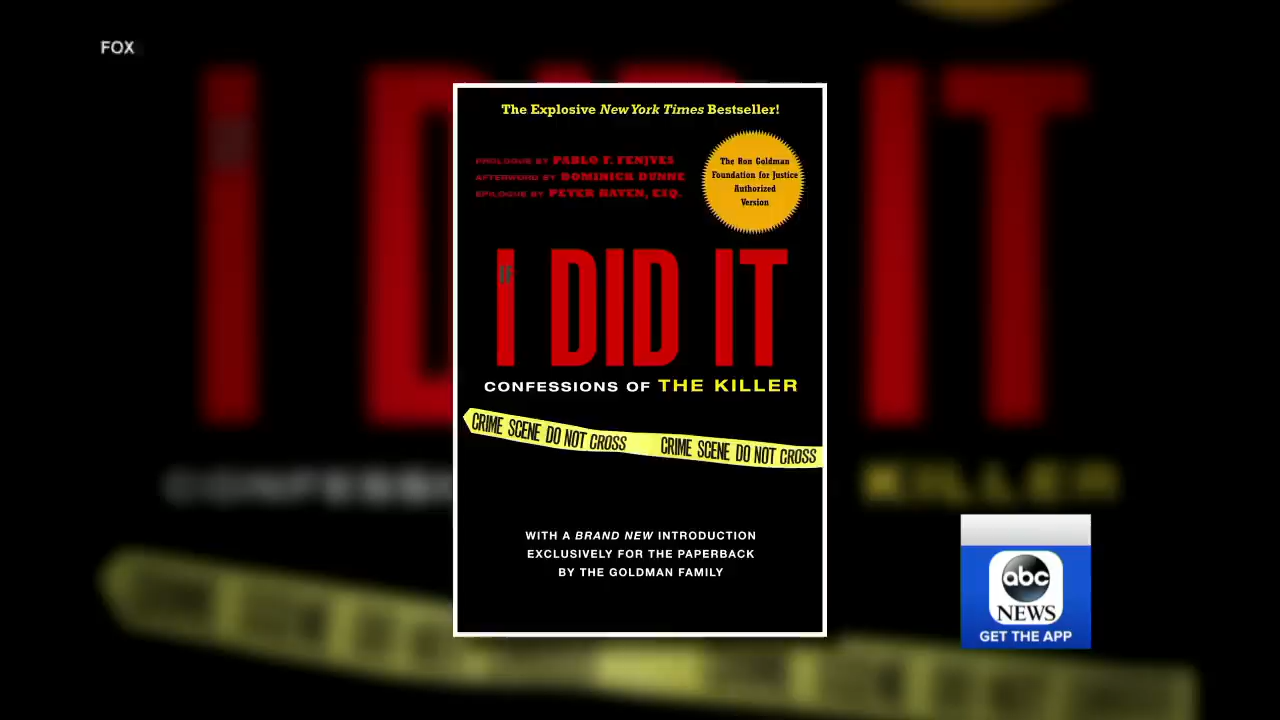 FOX
The Explosive New York Times Bestseller!
PROLOGUE BY PABLO F. FENJVES
AFTERWORD BY DOMINICK DUNNE
EPILOGUE BY PETER HAVEN, ESQ.
The Ron Goldman
Foundation for Justice
Authorized
Version
IF
I DID IT
CONFESSIONS OF THE KILLER
CRIME SCENE DO NOT CROSS CRIME SCENE DO NOT CROSS
WITH A BRAND NEW INTRODUCTION
EXCLUSIVELY FOR THE PAPERBACK
BY THE GOLDMAN FAMILY
abc
NEWS
GET THE APP